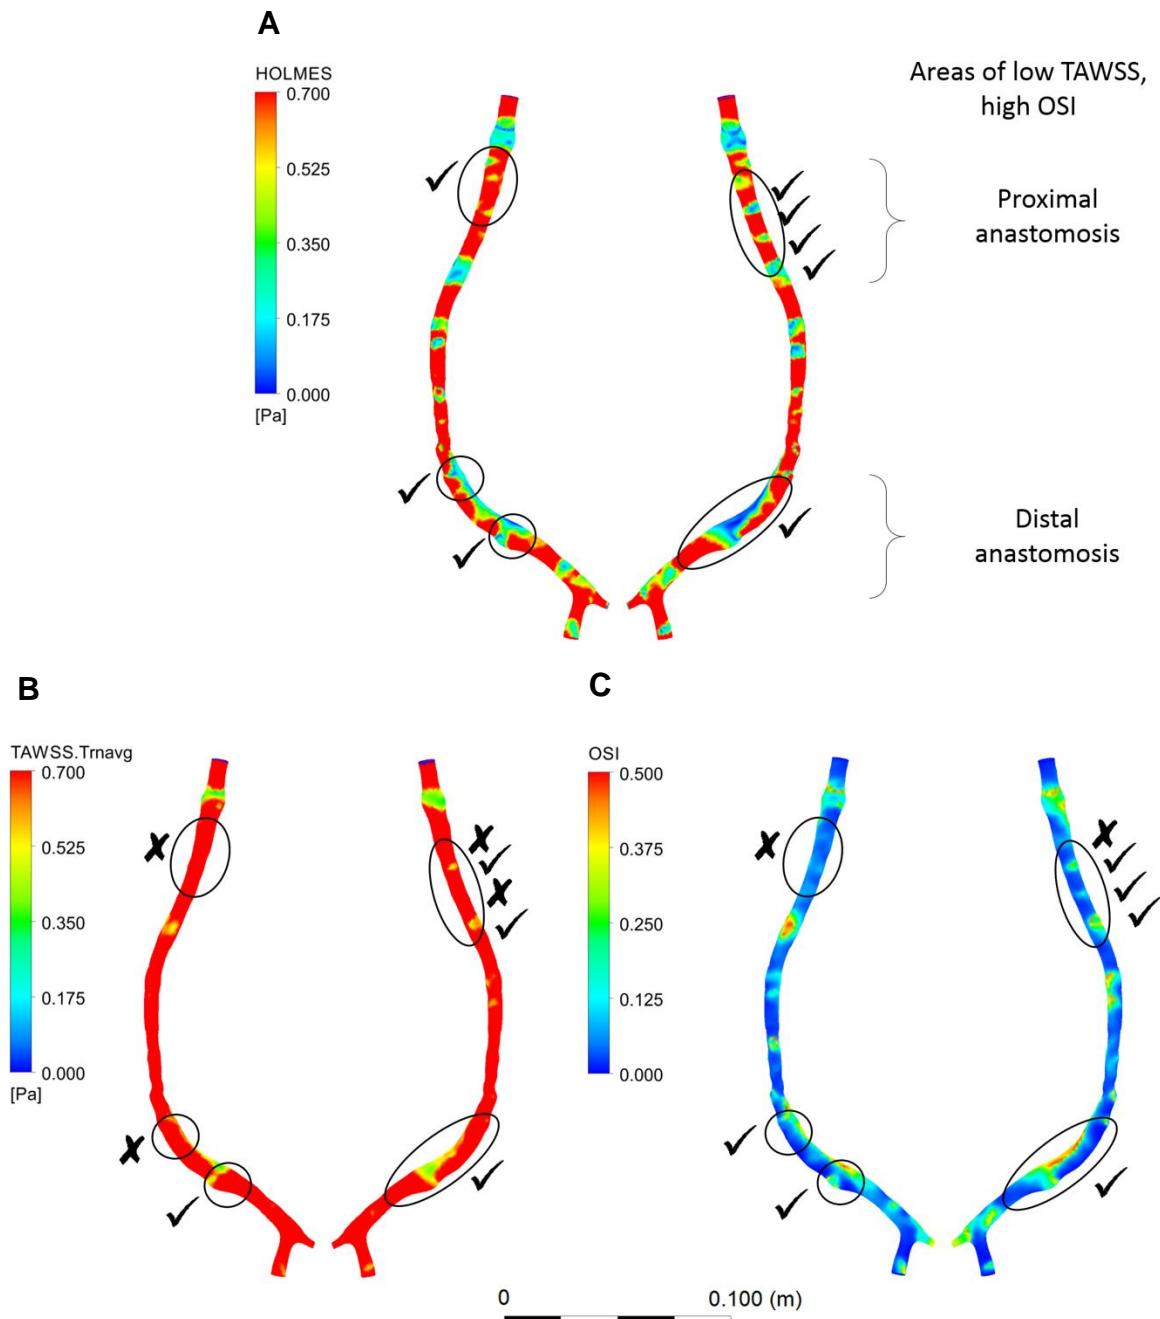 A
HOLMES
0.700
0.525
0.350
0.175
0.000
[Pa]
Areas of low TAWSS,
high OSI
Proximal
anastomosis
Distal
anastomosis
B
TAWSS.Trnavg
0.700
0.525
0.350
0.175
0.000
[Pa]
C
OSI
0.500
0.375
0.250
0.125
0.000
0 0.100 (m)